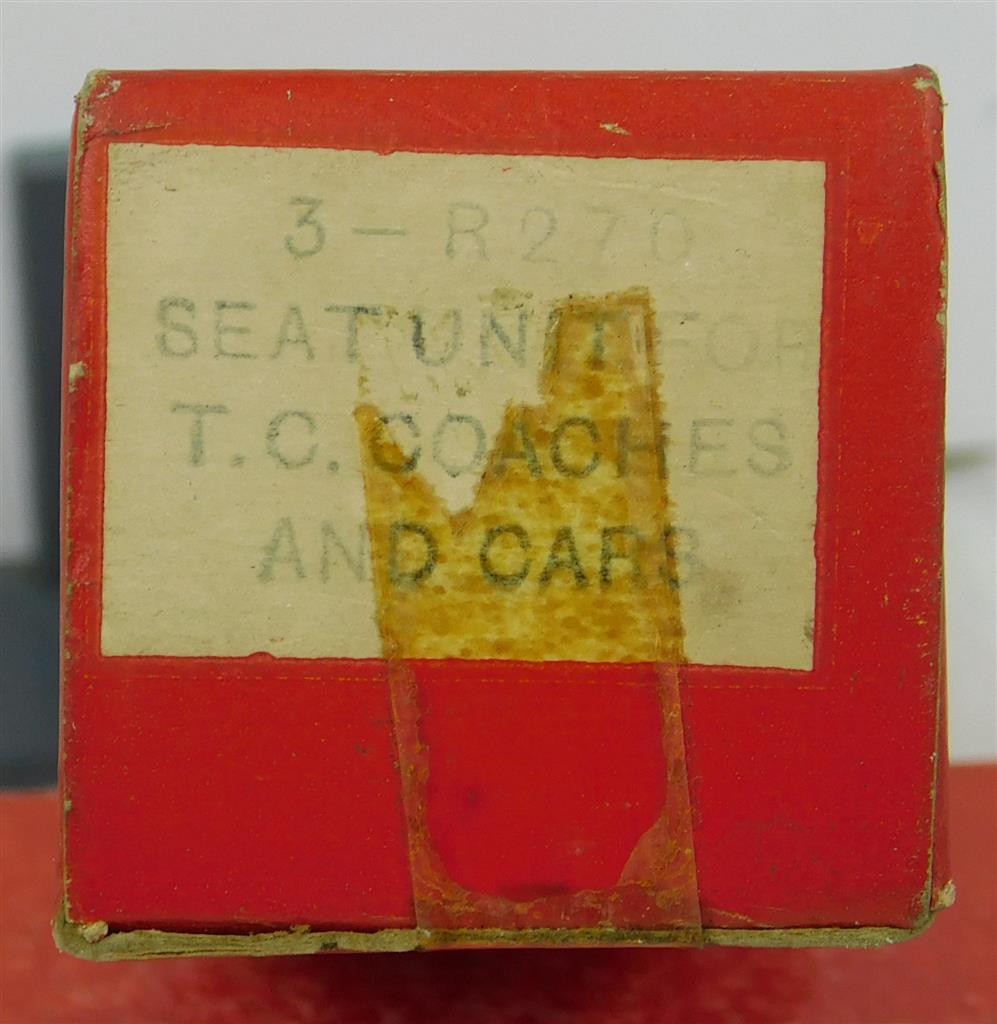 3 - R270
SEAT UNIT FOR
T.C. COACHES
AND CARS